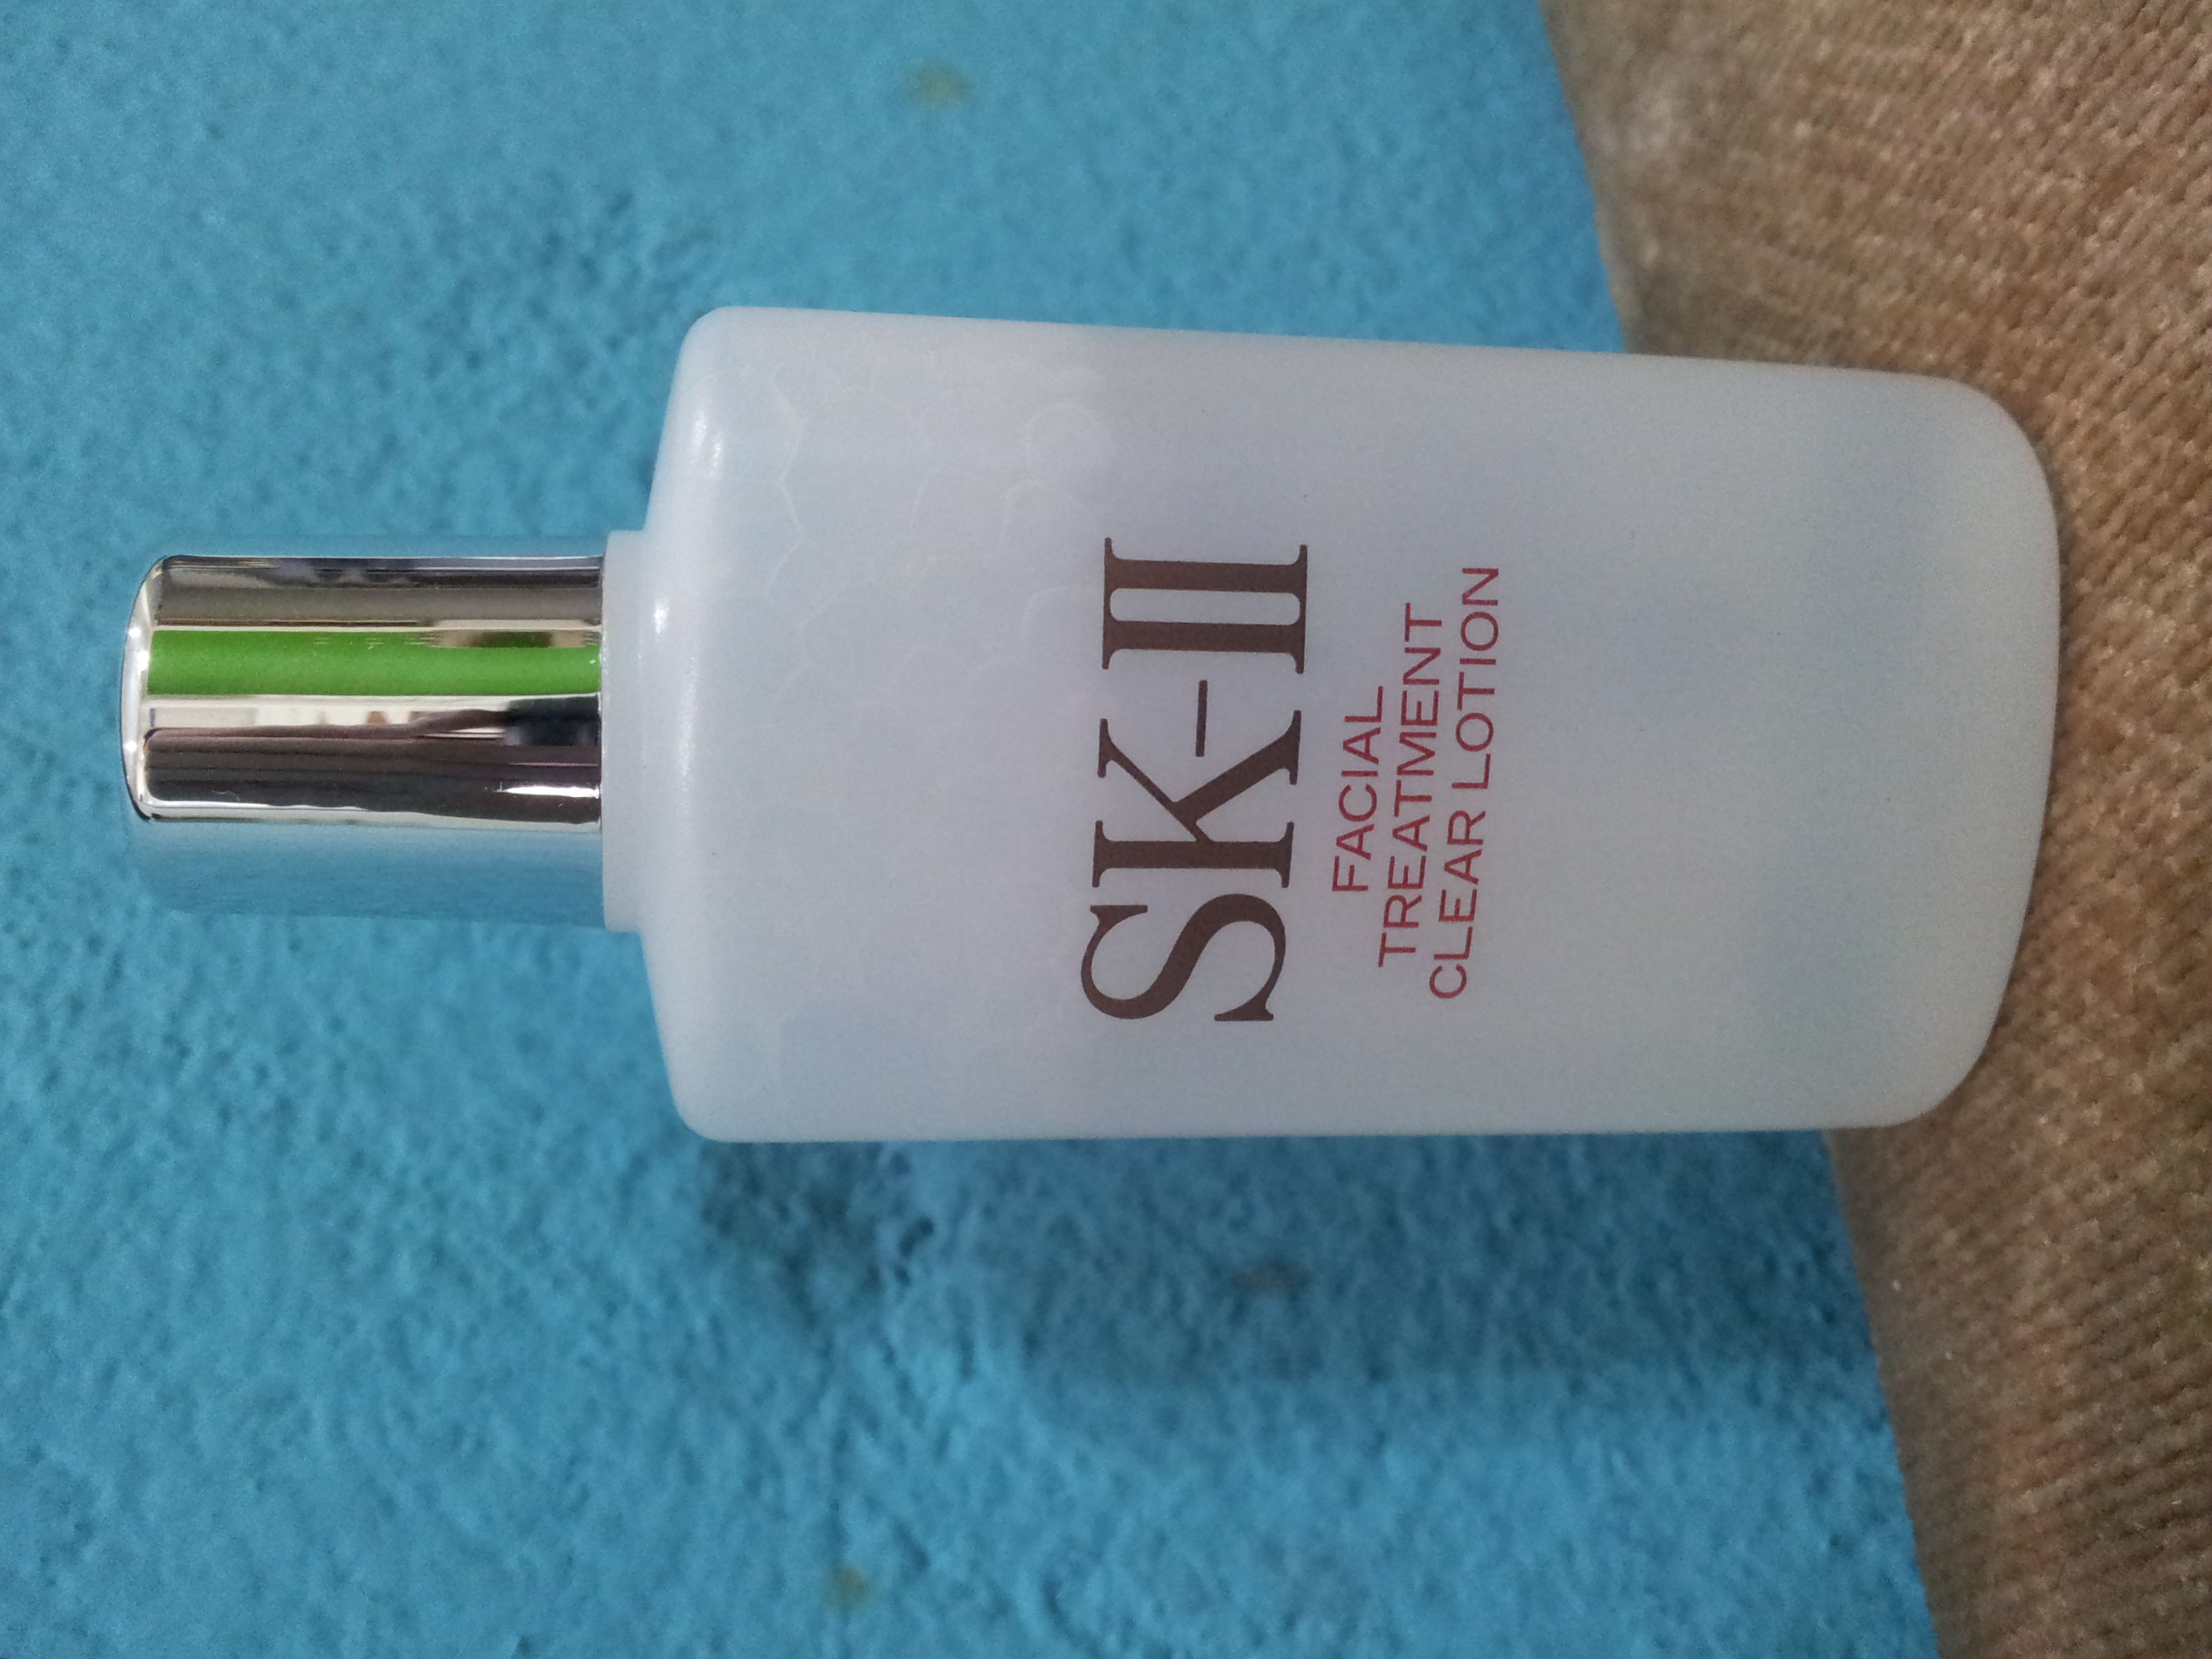 SK-II
FACIAL
TREATMENT
CLEAR LOTION